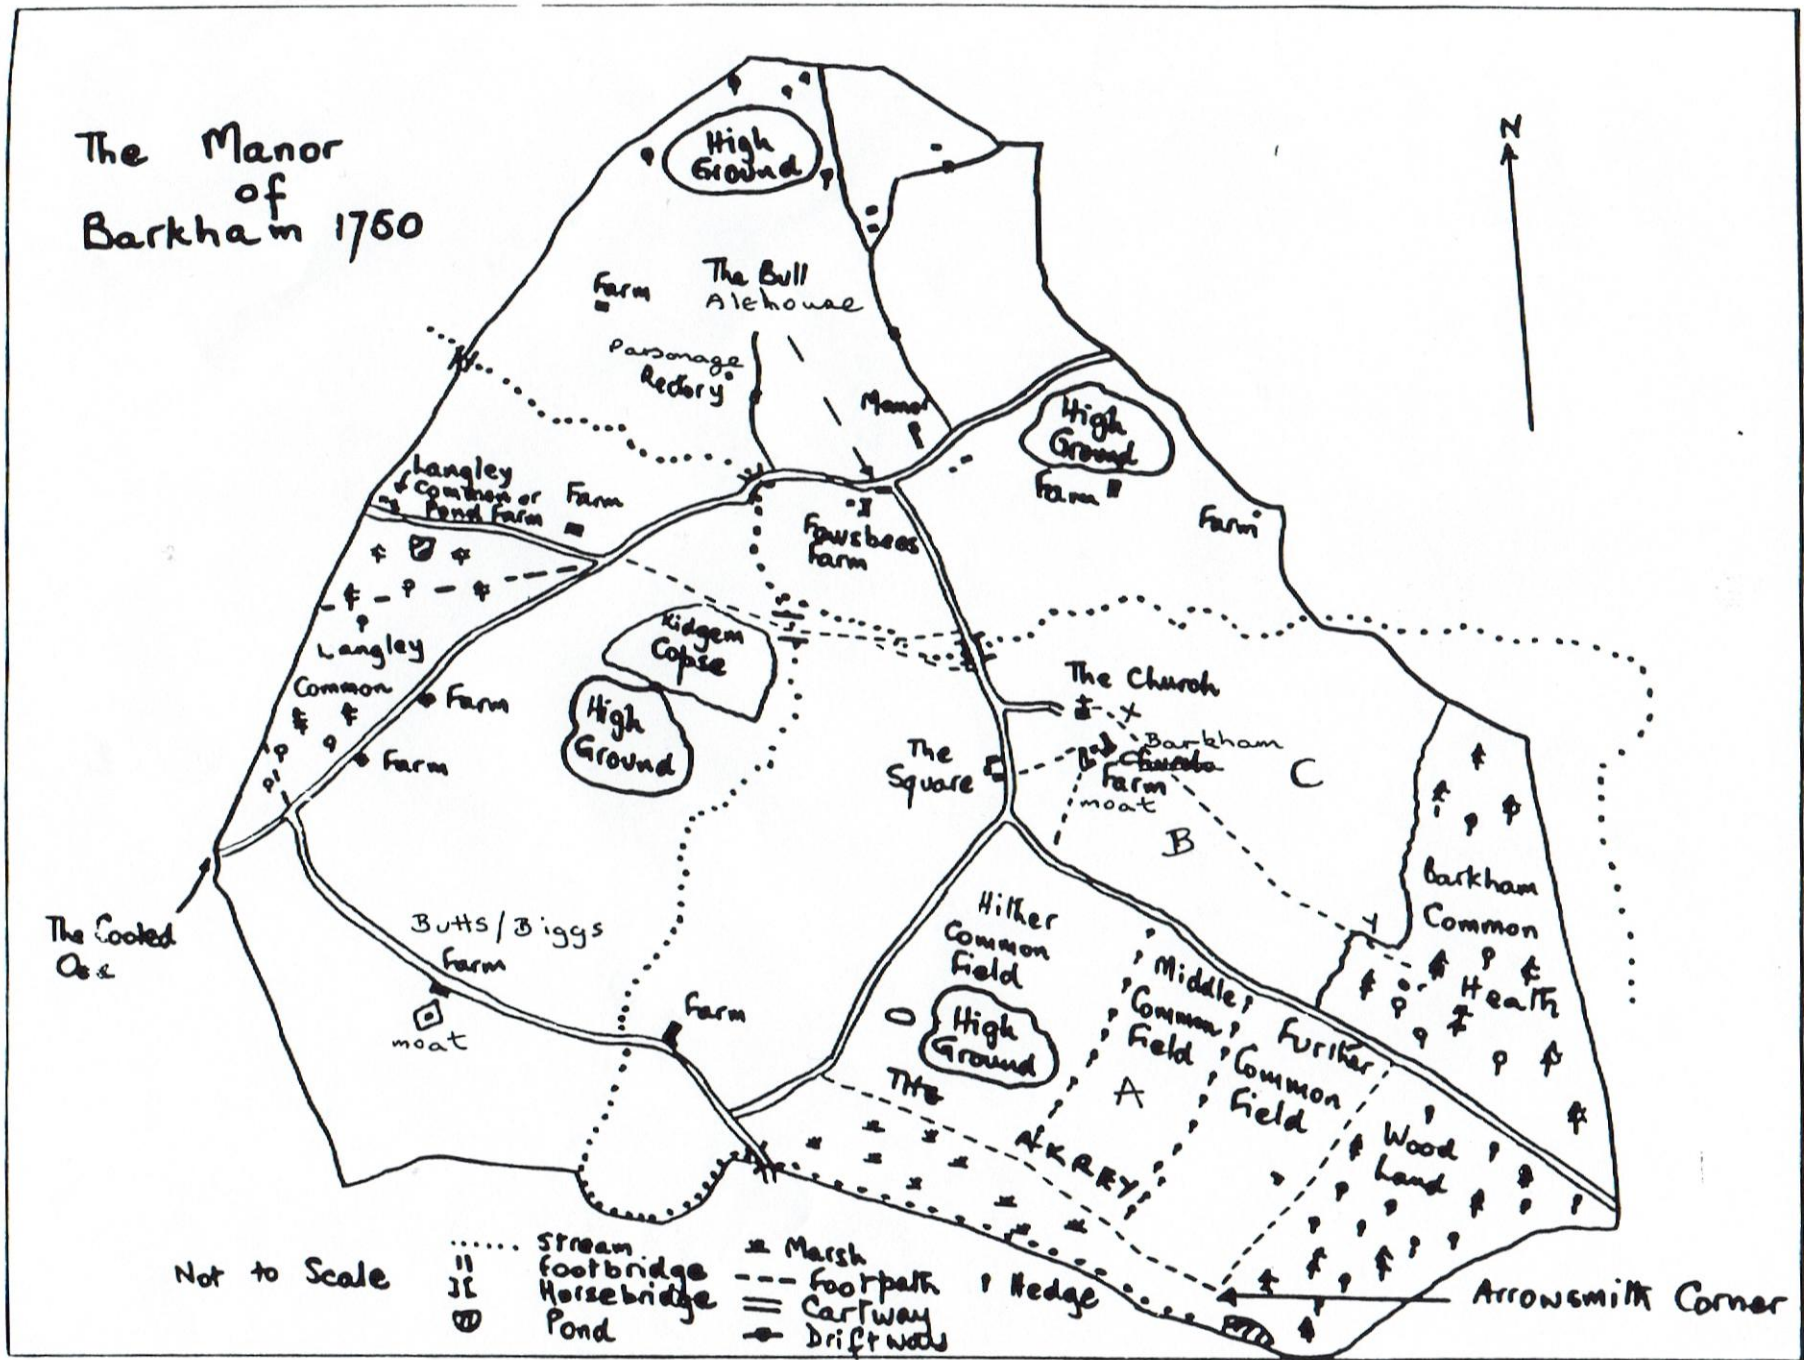 The Manor
of
Barkham 1750
N
High
Ground
The Bull
Alehouse
Farm
Parsonage
Rectory
Manor
High
Ground
Farm
Farm
Langley
Common or
Pond Farm
Farm
Fowsbees
Farm
Kidgem
Copse
Langley
Common
Farm
Farm
High
Ground
The Church
X
The
Square
Barkham
Church
Farm
moat
B
C
Y
Barkham
Common
Heath
The Cooted
Butts/Biggs
Farm
moat
Farm
Hither
Common
Field
High
Ground
Middle
Common
Field
A
Further
Common
Field
THE
AKREY
Wood
Land
Arrowsmith Corner
Not to Scale
stream
Footbridge
Horsebridge
Pond
Marsh
Footpath
Cartway
Driftway
Hedge